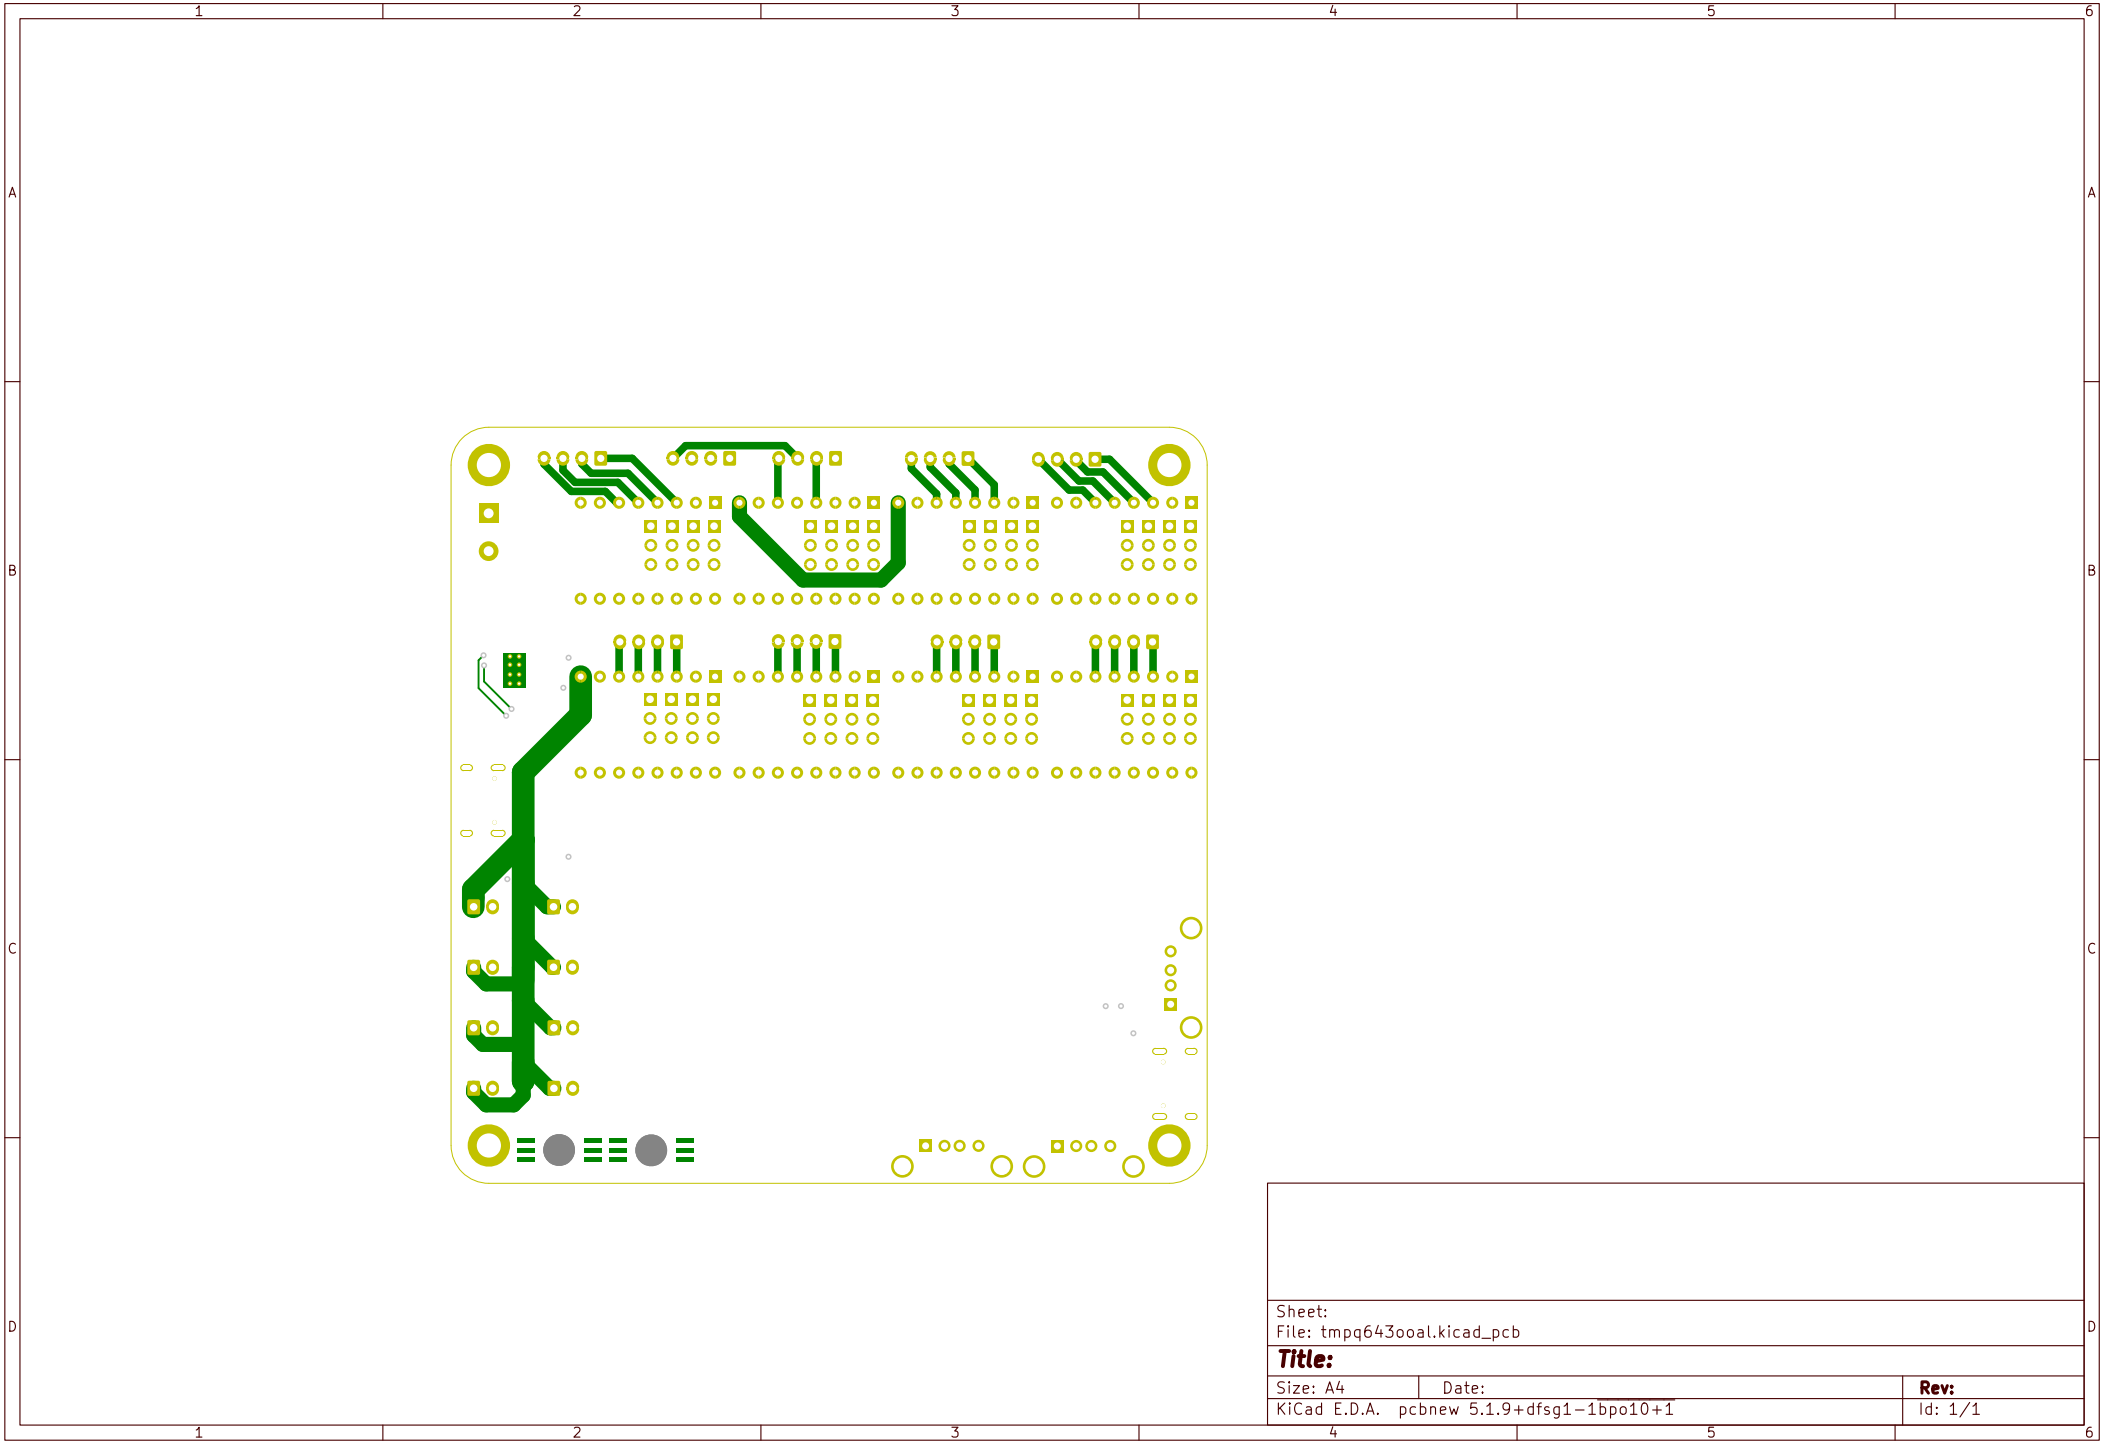 1 2 3 4 5 6
A A
B B
C C
D D
Sheet:
File: tmpq643ooal.kicad_pcb
Title:
Size: A4 Date: Rev:
KiCad E.D.A. pcbnew 5.1.9+dfsg1-1bpo10+1 Id: 1/1
1 2 3 4 5 6